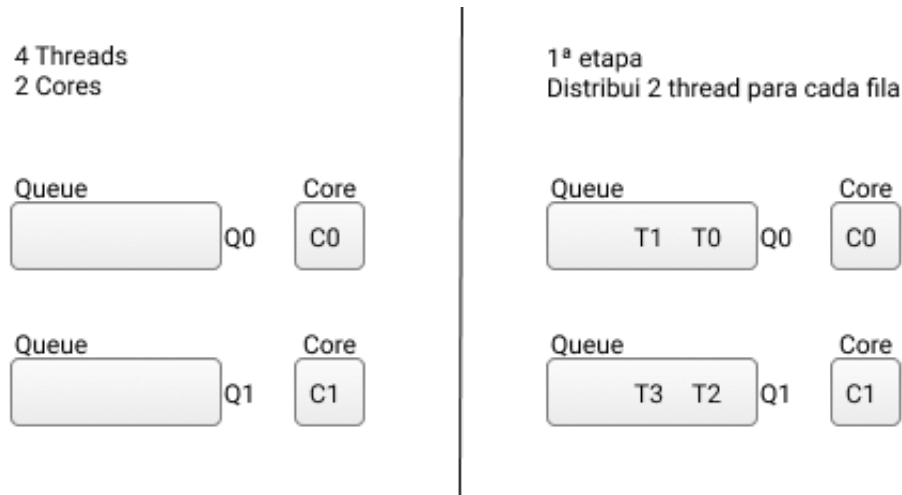 4 Threads
2 Cores
Queue
Core
Q0
C0
Queue
Core
Q1
C1
1ª etapa
Distribui 2 thread para cada fila
Queue
Core
T1 T0
Q0
C0
Queue
Core
T3 T2
Q1
C1